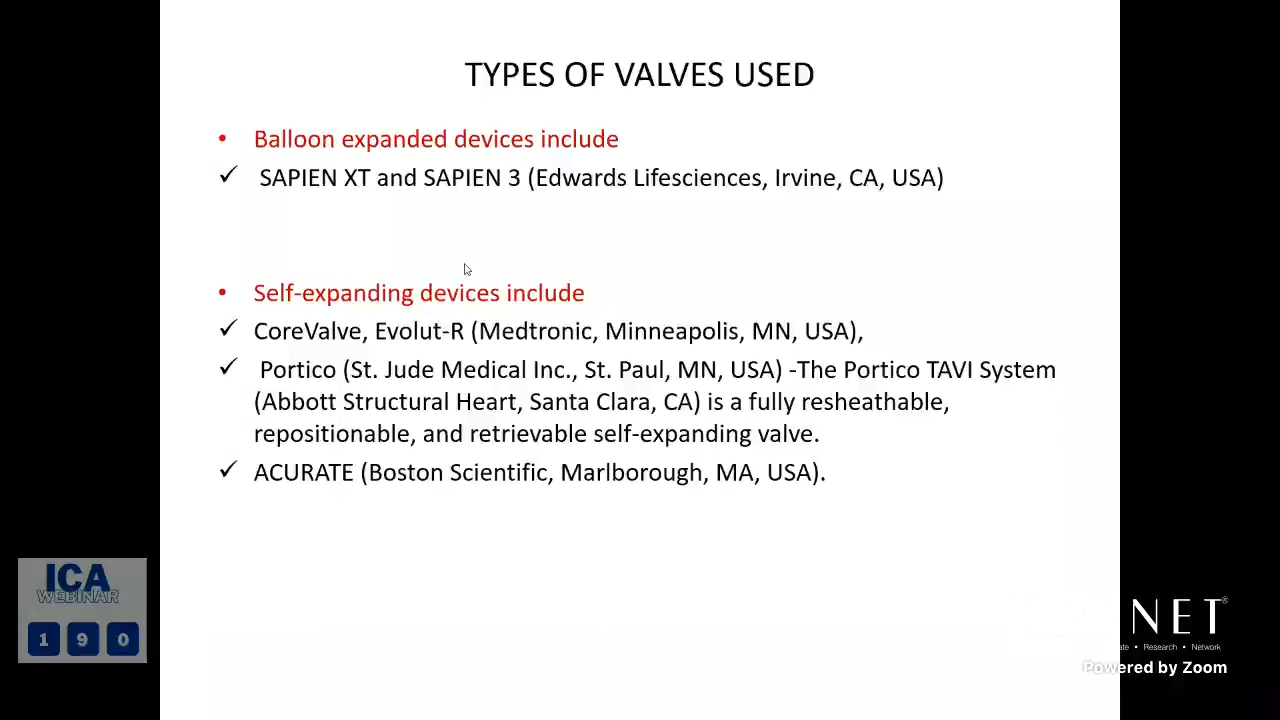 TYPES OF VALVES USED
• Balloon expanded devices include
✓ SAPIEN XT and SAPIEN 3 (Edwards Lifesciences, Irvine, CA, USA)
• Self-expanding devices include
✓ CoreValve, Evolut-R (Medtronic, Minneapolis, MN, USA),
✓ Portico (St. Jude Medical Inc., St. Paul, MN, USA) -The Portico TAVI System
(Abbott Structural Heart, Santa Clara, CA) is a fully resheathable,
repositionable, and retrievable self-expanding valve.
✓ ACURATE (Boston Scientific, Marlborough, MA, USA).
ICA
WEBINAR
1 9 0
NET®
• Research • Network
Powered by Zoom